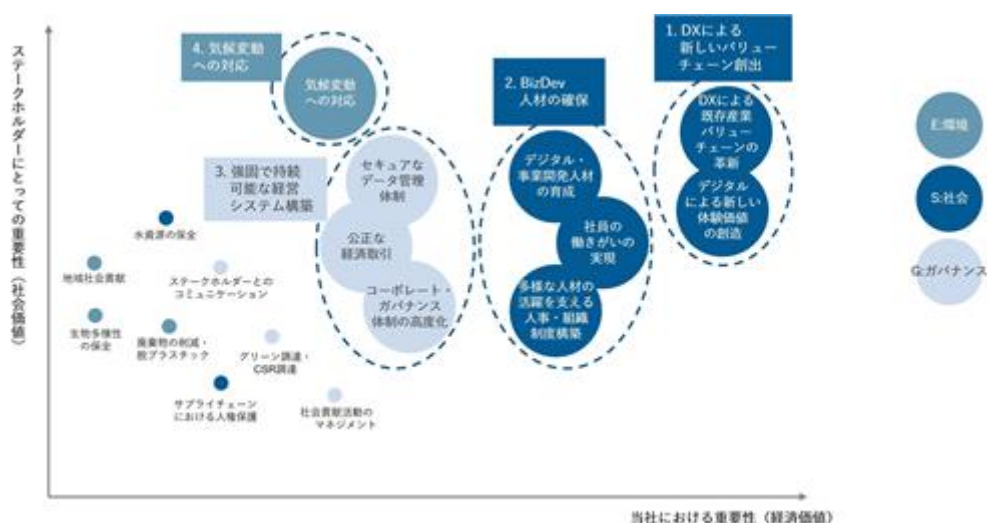 ステークホルダーにとっての重要性（社会価値）
4. 気候変動
への対応
気候変動
への対応
1. DXによる
新しいバリュー
チェーン創出
2. BizDev
人材の確保
DXによる
既存産業
バリュー
チェーンの
革新
デジタル
による新しい
体験価値
の創造
3. 強固で持続
可能な経営
システム構築
セキュアな
データ管理
体制
公正な
経済取引
コーポレート・
ガバナンス
体制の高度化
デジタル・
事業開発人材
の育成
社員の
働きがいの
実現
多様な人材の
活躍を支える
人事・組織
制度構築
水資源の保全
地域社会貢献
ステークホルダーとの
コミュニケーション
生物多様性
の保全
廃棄物の削減・
脱プラスチック
グリーン調達・
CSR調達
サプライチェーン
における人権保護
社会貢献活動の
マネジメント
E:環境
S:社会
G:ガバナンス
当社における重要性（経済価値）